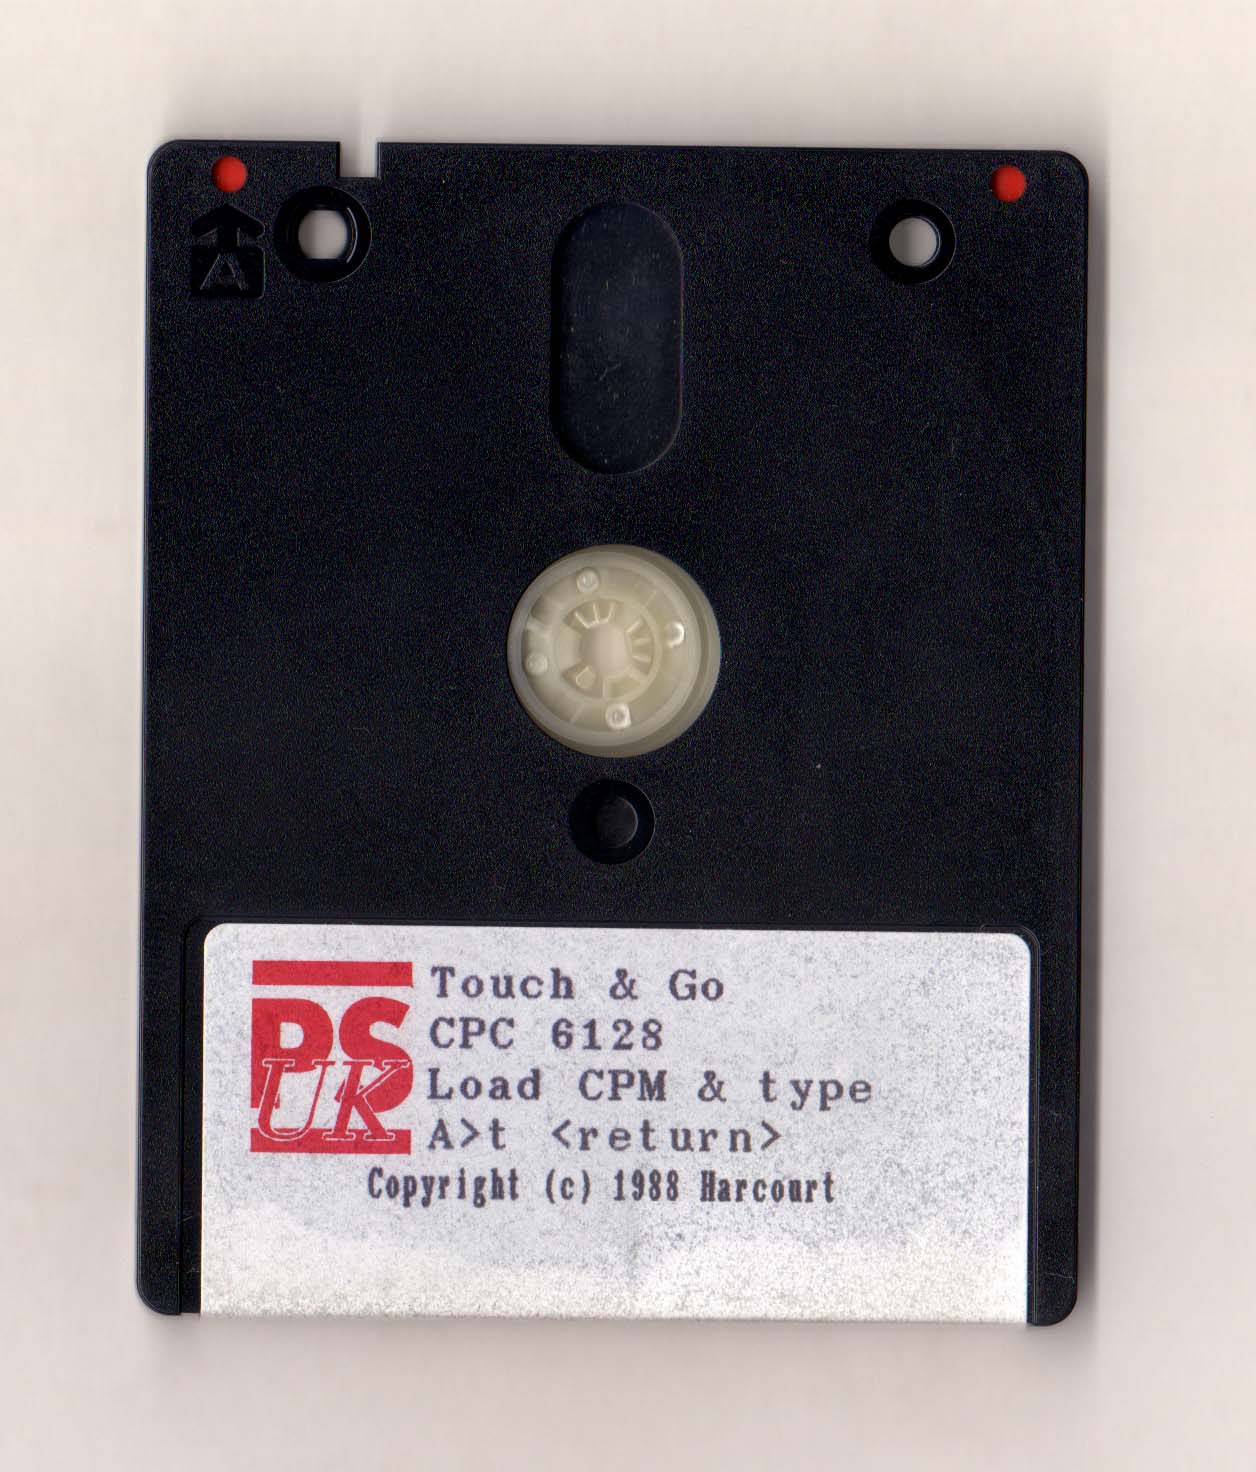 A
PS
UK
Touch & Go
CPC 6128
Load CPM & type
A>t <return>
Copyright (c) 1988 Harcourt